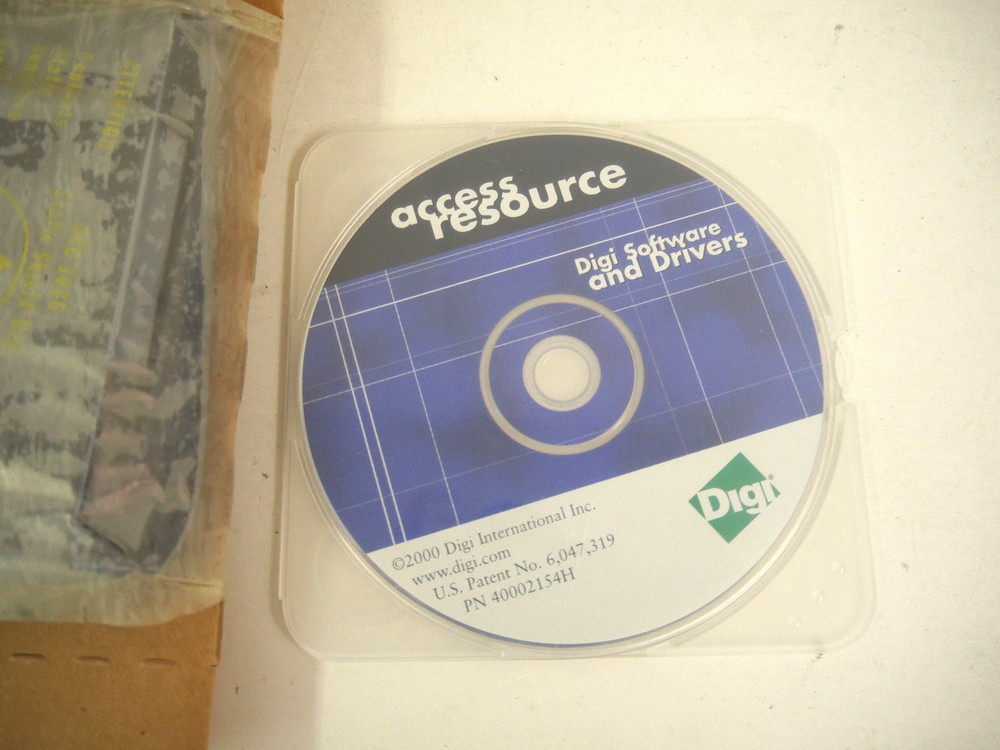 access
resource
Digi Software
and Drivers
Digi
©2000 Digi International Inc.
www.digi.com
U.S. Patent No. 6,047,319
PN 40002154H
ATTENTION